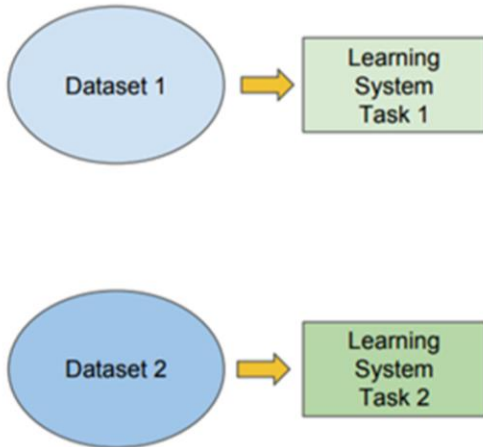 Dataset 1
Learning
System
Task 1
Dataset 2
Learning
System
Task 2